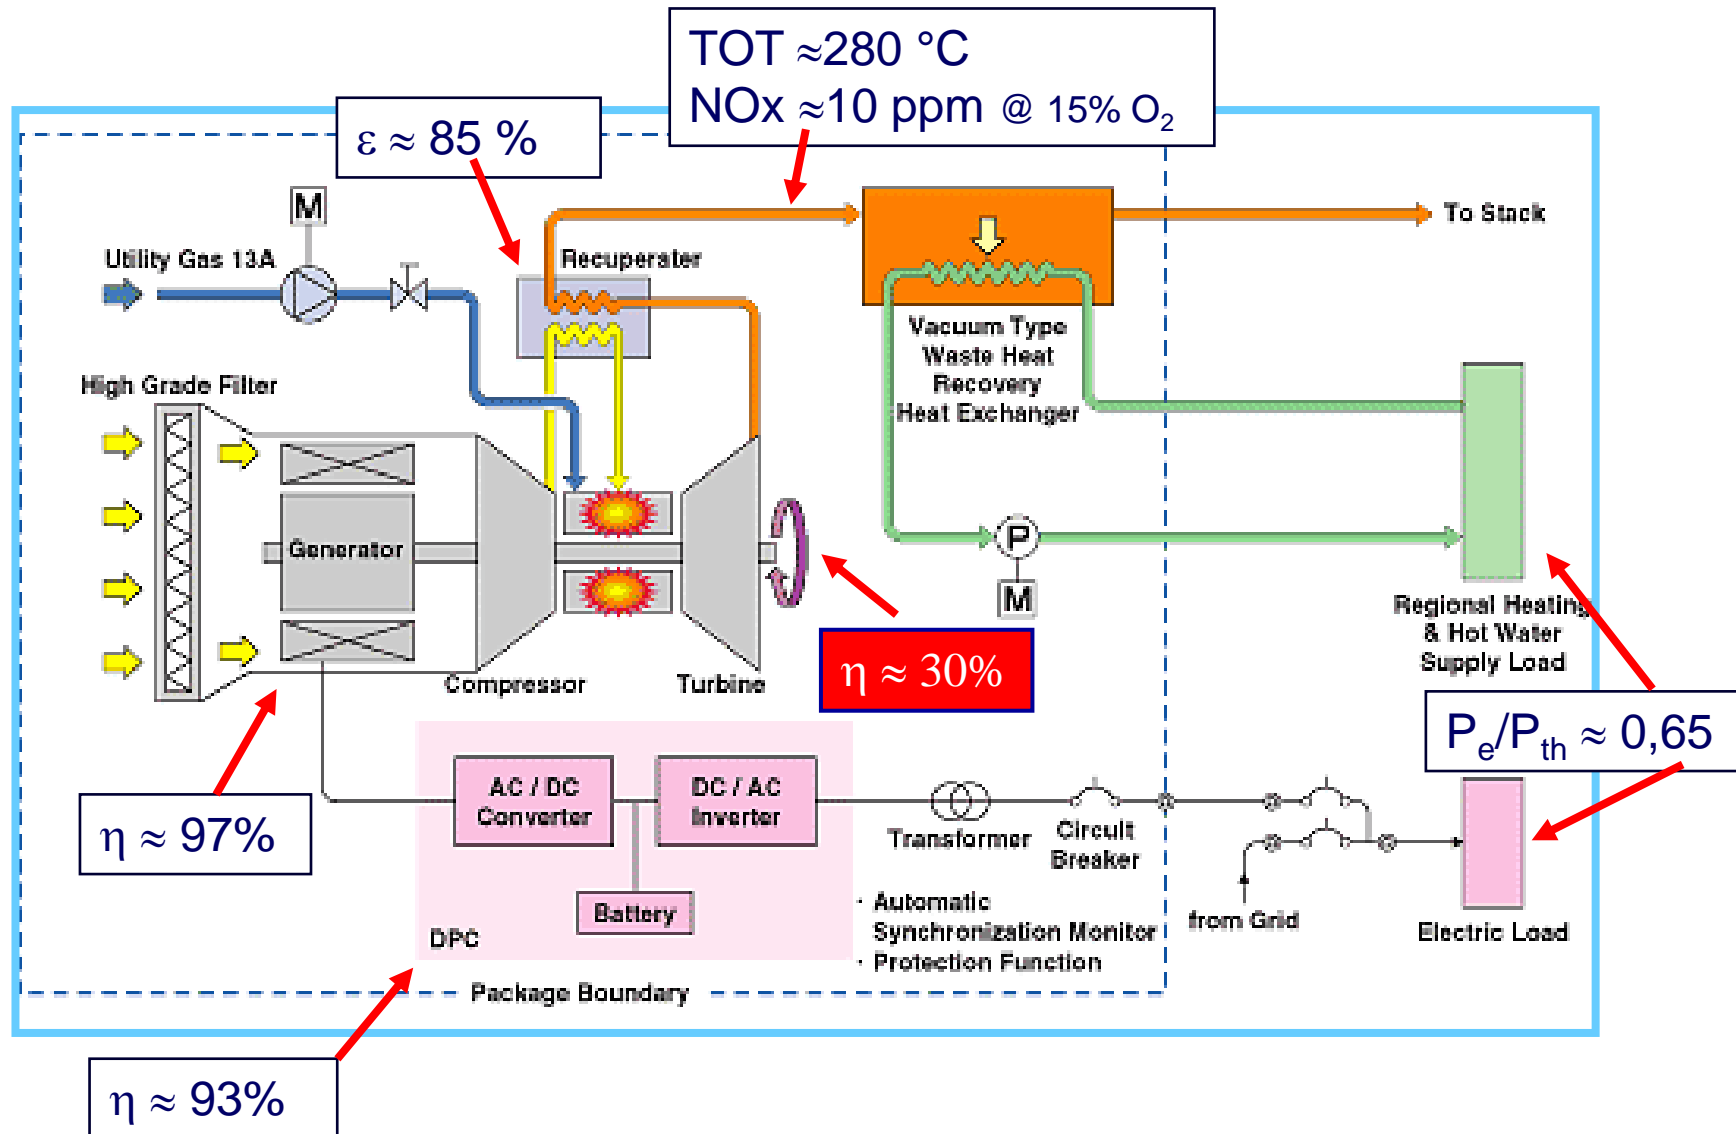 TOT ≈280 °C
NOx ≈10 ppm @ 15% O₂
ε ≈ 85 %
M
To Stack
Utility Gas 13A
Recuperater
Vacuum Type
Waste Heat
Recovery
Heat Exchanger
High Grade Filter
Generator
P
M
Regional Heating
& Hot Water
Supply Load
Compressor
Turbine
η ≈ 30%
Pₑ/Pₜₕ ≈ 0,65
η ≈ 97%
AC / DC
Converter
DC / AC
Inverter
Transformer
Circuit
Breaker
Battery
DPC
· Automatic
Synchronization Monitor
· Protection Function
from Grid
Electric Load
Package Boundary
η ≈ 93%